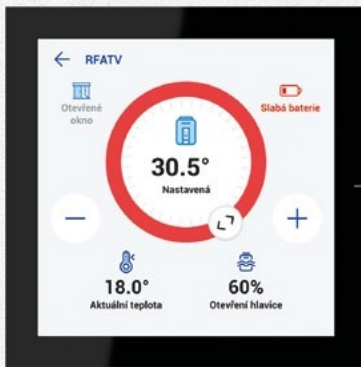 RFATV
Otevřené
okno
Slabá baterie
30.5°
Nastavená
18.0°
Aktuální teplota
60%
Otevření hlavice